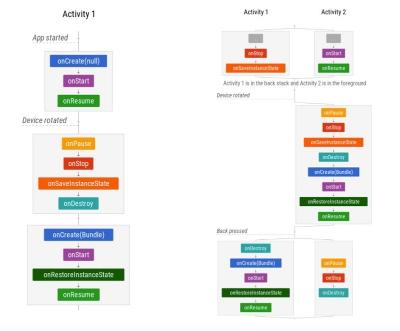 Activity 1
App started
onCreate(null)
onStart
onResume
Device rotated
onPause
onStop
onSaveInstanceState
onDestroy
onCreate(Bundle)
onStart
onRestoreInstanceState
onResume
Activity 1 Activity 2
onStop onStart
onSaveInstanceState onResume
Activity 1 is in the back stack and Activity 2 is in the foreground
Device rotated
onPause
onStop
onSaveInstanceState
onDestroy
onCreate(Bundle)
onStart
onRestoreInstanceState
onResume
Back pressed
onDestroy
onCreate(Bundle) onPause
onStart onStop
onRestoreInstanceState onDestroy
onResume